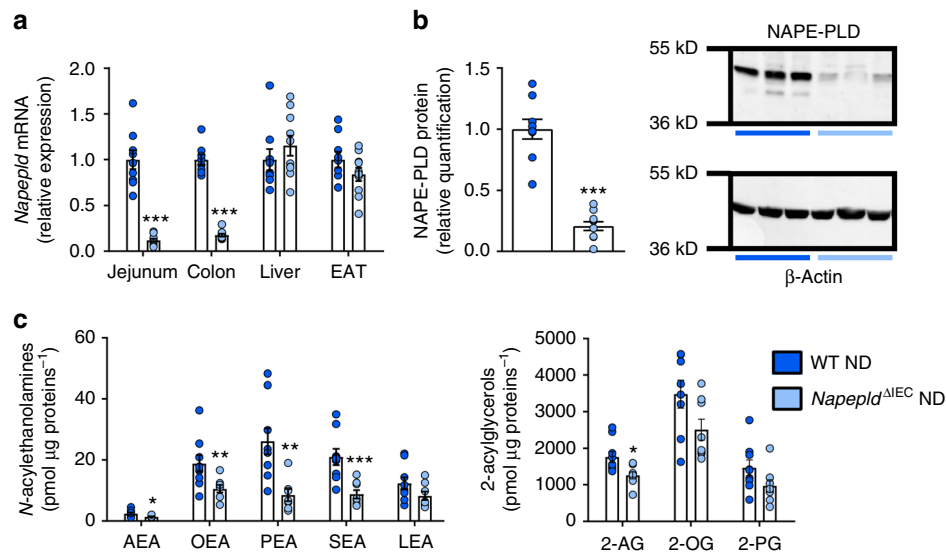 a
Napepld mRNA
(relative expression)
2.0
1.5
1.0
0.5
0.0
***
***
Jejunum Colon Liver EAT
b
NAPE-PLD protein
(relative quantification)
1.5
1.0
0.5
0.0
***
NAPE-PLD
55 kD
36 kD
55 kD
36 kD
β-Actin
c
N-acylethanolamines
(pmol μg proteins⁻¹)
60
40
20
0
*
**
**
***
AEA OEA PEA SEA LEA
2-acylglycerols
(pmol μg proteins⁻¹)
5000
4000
3000
2000
1000
0
*
2-AG 2-OG 2-PG
WT ND
Napepld^ΔIEC ND